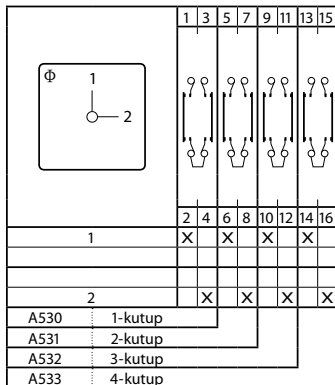 1 3 5 7 9 11 13 15
Φ
1
2
2 4 6 8 10 12 14 16
1 X X X X
2 X X X X
A530 1-kutup
A531 2-kutup
A532 3-kutup
A533 4-kutup